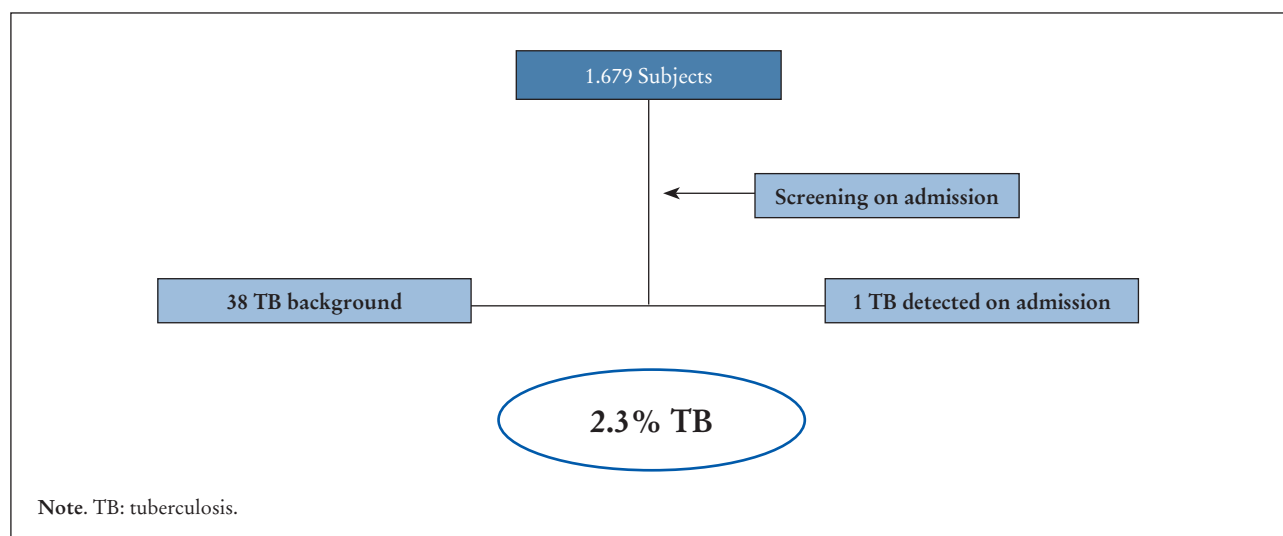 1.679 Subjects
Screening on admission
38 TB background
1 TB detected on admission
2.3% TB
Note. TB: tuberculosis.